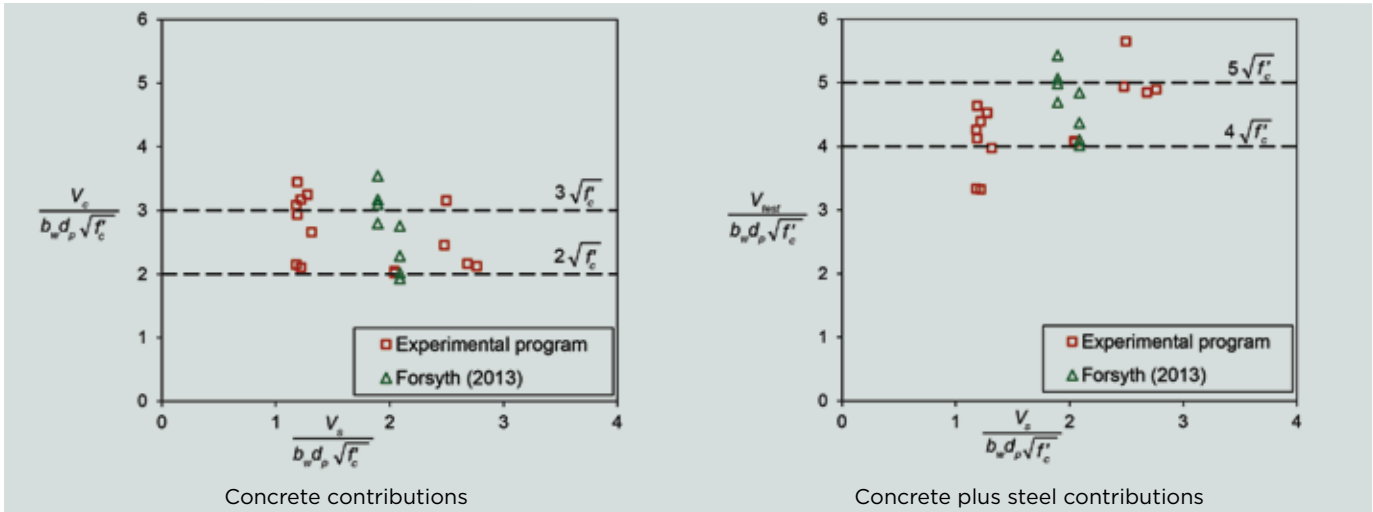 6
5
4
3
2
1
0
0 1 2 3 4
V_c
b_w d_p √f'_c
3 √f'_c
2 √f'_c
Experimental program
Forsyth (2013)
V_s
b_w d_p √f'_c
Concrete contributions
6
5
4
3
2
1
0
0 1 2 3 4
V_test
b_w d_p √f'_c
5 √f'_c
4 √f'_c
Experimental program
Forsyth (2013)
V_s
b_w d_p √f'_c
Concrete plus steel contributions